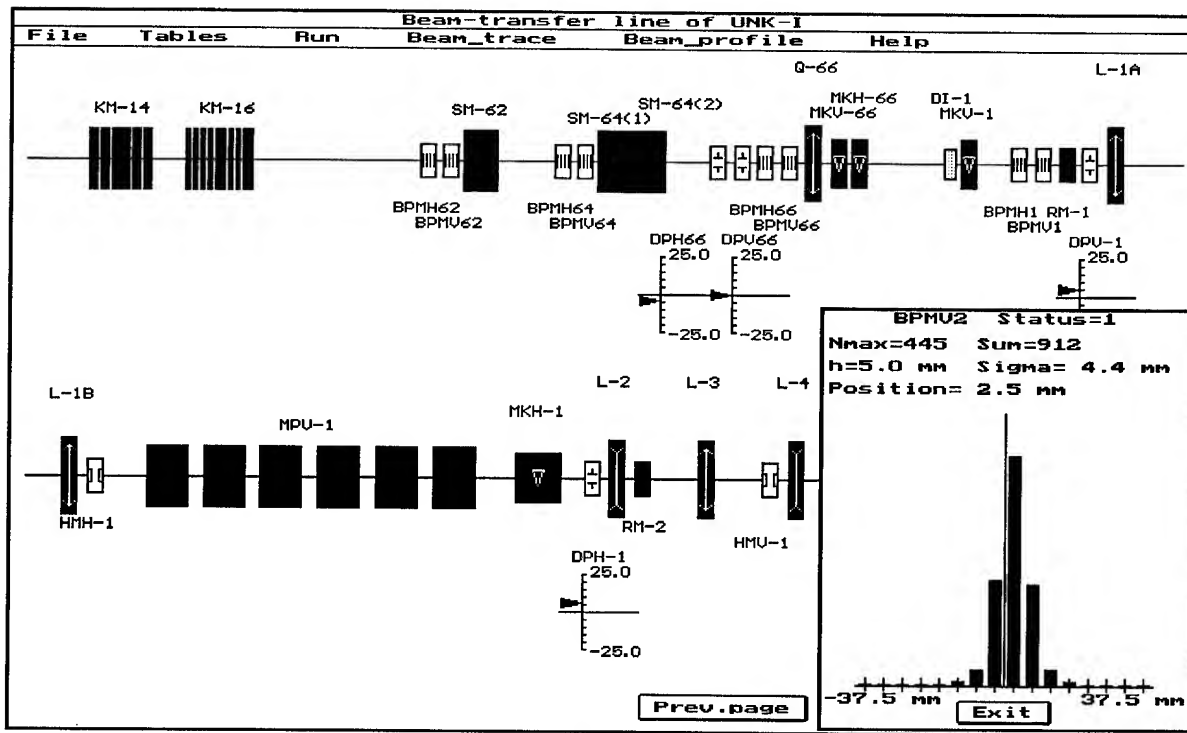 Beam-transfer line of UNK-I
File Tables Run Beam_trace Beam_profile Help
Q-66 L-1A
KM-14 KM-16 SM-62 SM-64(1) SM-64(2) MKH-66 DI-1
MKV-66 MKV-1
BPMH62 BPMH64 BPMH66 BPMH1 RM-1
BPMV62 BPMV64 BPMV66 BPMV1
DPH66 DPV66 DPV-1
25.0 25.0 25.0
-25.0 -25.0
BPMV2 Status=1
Nmax=445 Sum=912
h=5.0 mm Sigma= 4.4 mm
Position= 2.5 mm
-37.5 mm 37.5 mm
Exit
L-1B MPV-1 MKH-1 L-2 L-3 L-4
HMH-1 RM-2 HMV-1
DPH-1
25.0
-25.0
Prev.page